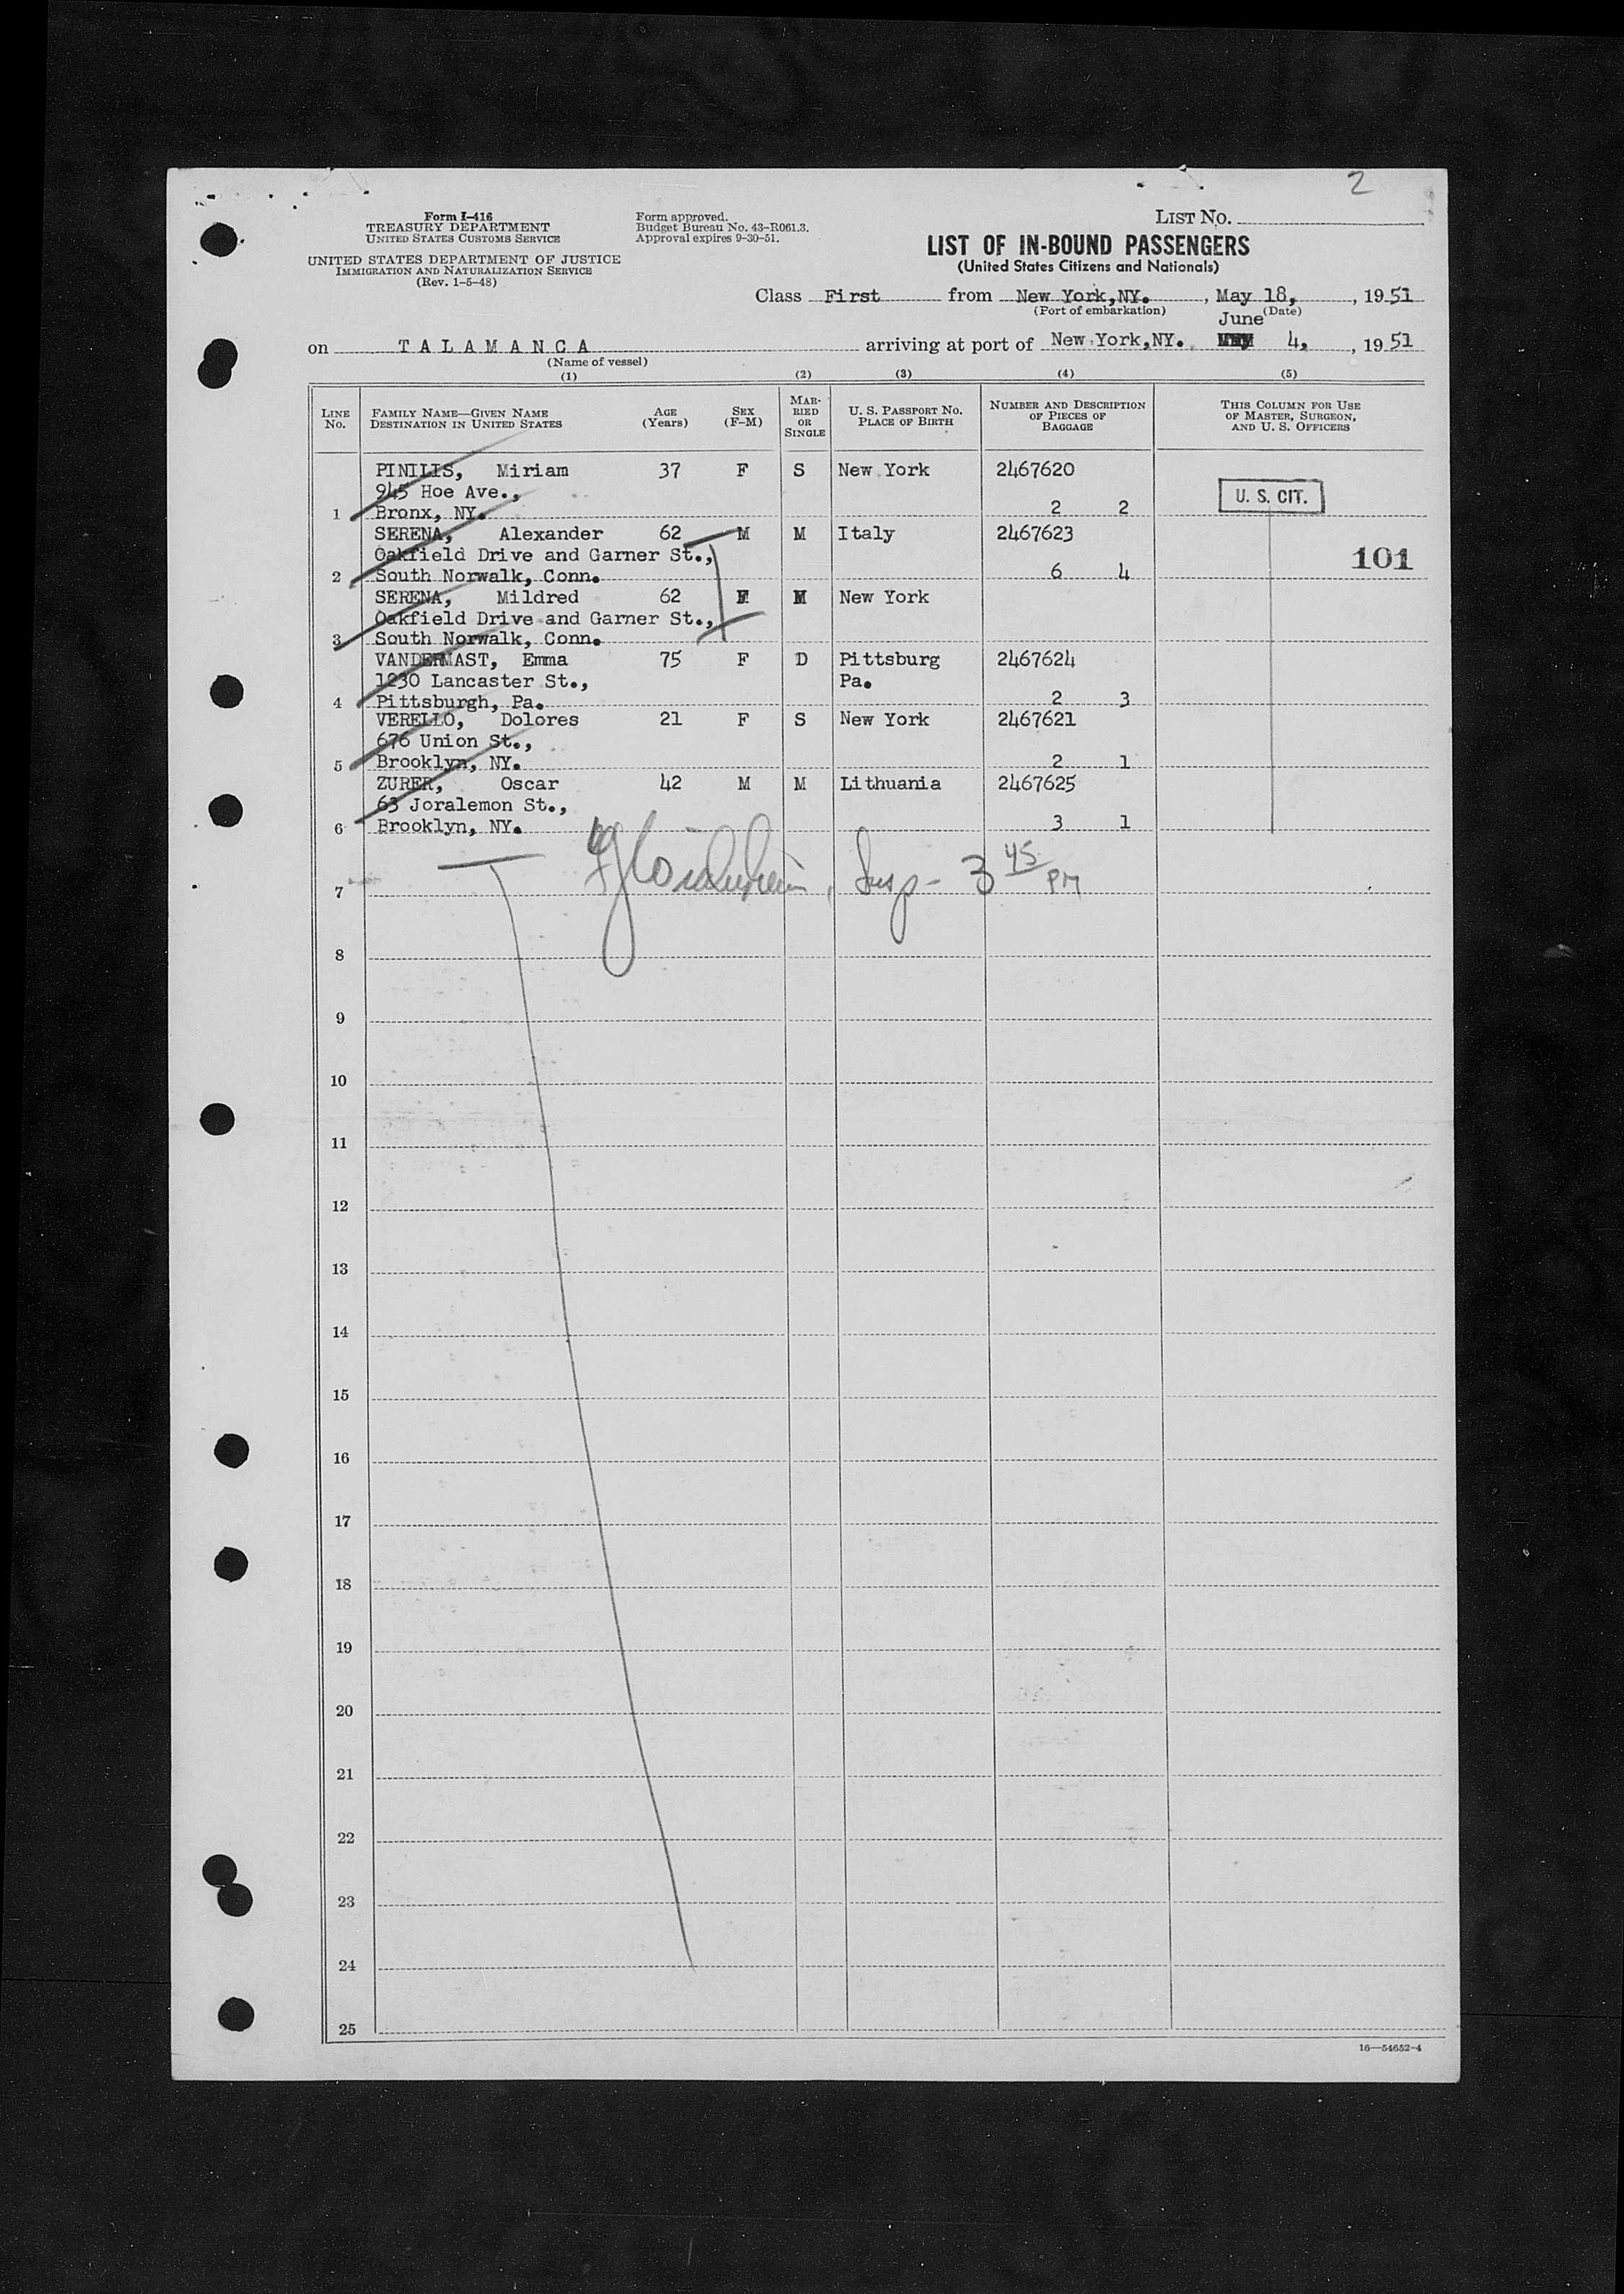 2
Form I-416
TREASURY DEPARTMENT
UNITED STATES CUSTOMS SERVICE
UNITED STATES DEPARTMENT OF JUSTICE
IMMIGRATION AND NATURALIZATION SERVICE
(Rev. 1-5-48)
Form approved.
Budget Bureau No. 43-R061.3.
Approval expires 9-30-51.
LIST NO.
LIST OF IN-BOUND PASSENGERS
(United States Citizens and Nationals)
Class First from New York,NY. , May 18, , 1951
(Port of embarkation) (Date)
June
on TALAMANCA arriving at port of New York,NY. 4, , 1951
(Name of vessel)
(1) (2) (3) (4) (5)
LINE NO. FAMILY NAME—GIVEN NAME DESTINATION IN UNITED STATES AGE (Years) SEX (F-M) MARRIED OR SINGLE U. S. PASSPORT NO. PLACE OF BIRTH NUMBER AND DESCRIPTION OF PIECES OF BAGGAGE THIS COLUMN FOR USE OF MASTER, SURGEON, AND U. S. OFFICERS
PINILIS, Miriam 37 F S New York 2467620
945 Hoe Ave., U. S. CIT.
1 Bronx, NY. 2 2
SERENA, Alexander 62 M M Italy 2467623
Oakfield Drive and Garner St., 101
2 South Norwalk, Conn. 6 4
SERENA, Mildred 62 F M New York
Oakfield Drive and Garner St.,
3 South Norwalk, Conn.
VANDERMAST, Emma 75 F D Pittsburg 2467624
1230 Lancaster St., Pa.
4 Pittsburgh, Pa. 2 3
VERELLO, Dolores 21 F S New York 2467621
676 Union St.,
5 Brooklyn, NY. 2 1
ZURER, Oscar 42 M M Lithuania 2467625
63 Joralemon St.,
6 Brooklyn, NY. 3 1
Insp- 3 45 PM
7
8
9
10
11
12
13
14
15
16
17
18
19
20
21
22
23
24
25
16—54652-4